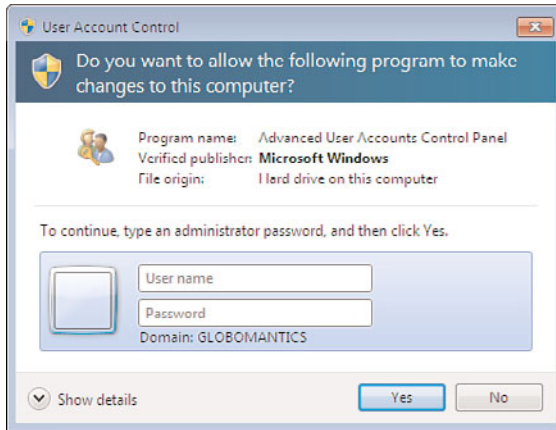 User Account Control
Do you want to allow the following program to make
changes to this computer?
Program name: Advanced User Accounts Control Panel
Verified publisher: Microsoft Windows
File origin: Hard drive on this computer
To continue, type an administrator password, and then click Yes.
User name
Password
Domain: GLOBOMANTICS
Show details
Yes
No